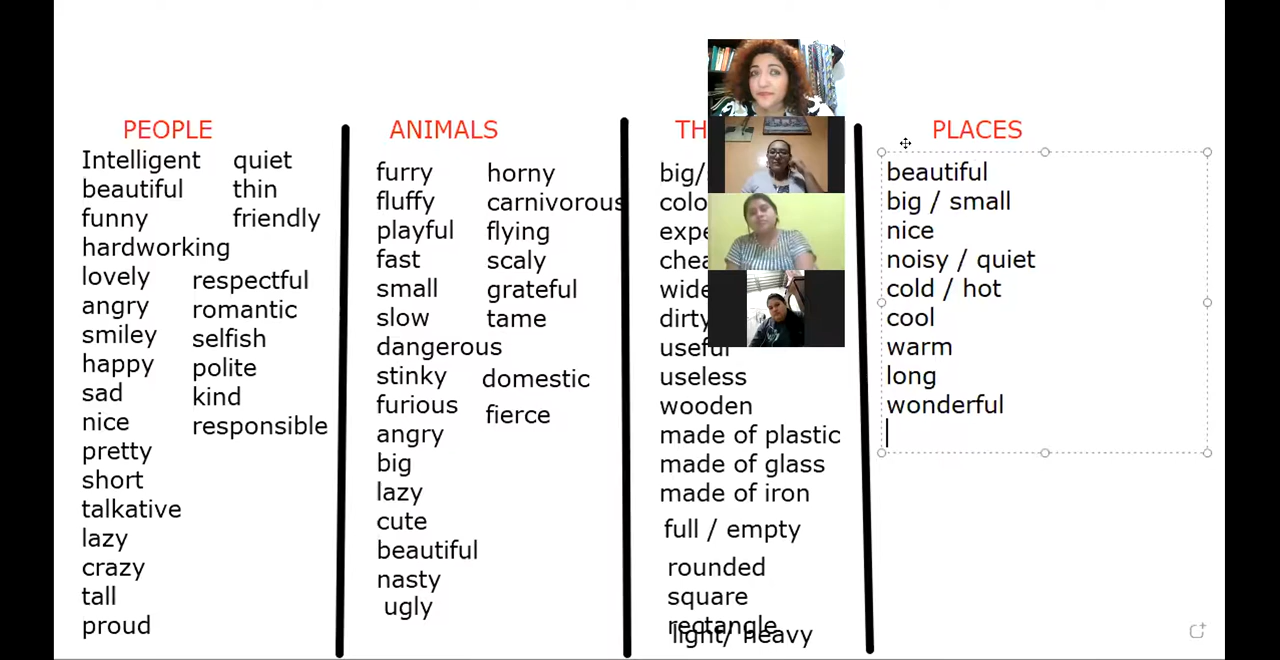 PEOPLE
Intelligent quiet
beautiful thin
funny friendly
hardworking
lovely
respectful
angry
romantic
smiley
selfish
happy
polite
sad
kind
nice
responsible
pretty
short
talkative
lazy
crazy
tall
proud
ANIMALS
furry horny
fluffy carnivorous
playful flying
fast scaly
small grateful
slow tame
dangerous
stinky domestic
furious
fierce
angry
big
lazy
cute
beautiful
nasty
ugly
TH
big/
colo
expe
chea
wide
dirty
useful
useless
wooden
made of plastic
made of glass
made of iron
full / empty
rounded
square
rectangle
light/ heavy
PLACES
beautiful
big / small
nice
noisy / quiet
cold / hot
cool
warm
long
wonderful